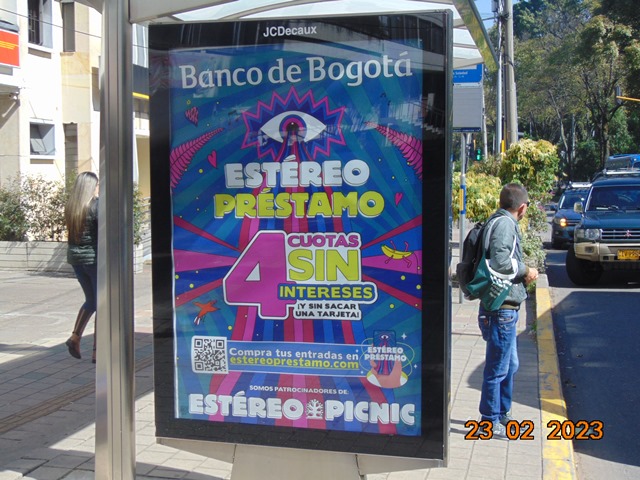 JCDecaux
Banco de Bogotá
ESTÉREO
PRÉSTAMO
4 CUOTAS
SIN
INTERESES
¡Y SIN SACAR
UNA TARJETA!
Compra tus entradas en
estereoprestamo.com
ESTÉREO
PRÉSTAMO
SOMOS PATROCINADORES DE:
ESTÉREO PICNIC
23 02 2023